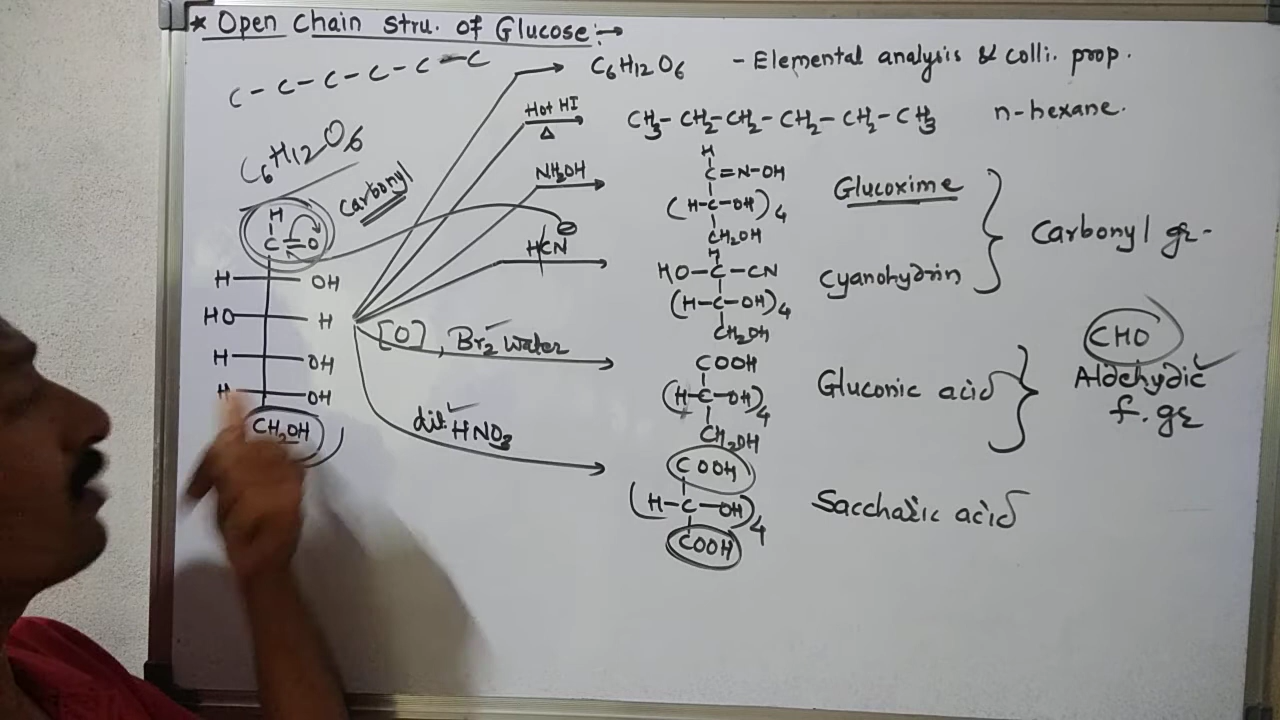 * Open Chain Stru. of Glucose:→
C - C - C - C - C - C
C6H12O6
Carbonyl
H
C=O
H OH
HO H
H OH
H OH
CH2OH
C6H12O6 - Elemental analysis & colli. prop.
Hot HI
Δ
CH3- CH2- CH2- CH2- CH2- CH3 n-hexane.
NH2OH
H
C=N-OH
(H-C-OH)4
CH2OH
Glucoxime
⊖
HCN
H
HO-C-CN
(H-C-OH)4
CH2OH
Cyanohydrin
Carbonyl gr-
[O], Br2 water
COOH
(H-C-OH)4
CH2OH
Gluconic acid
CHO
Aldehydic
f. gr
dil. HNO3
COOH
(H-C-OH)4
COOH
Saccharic acid